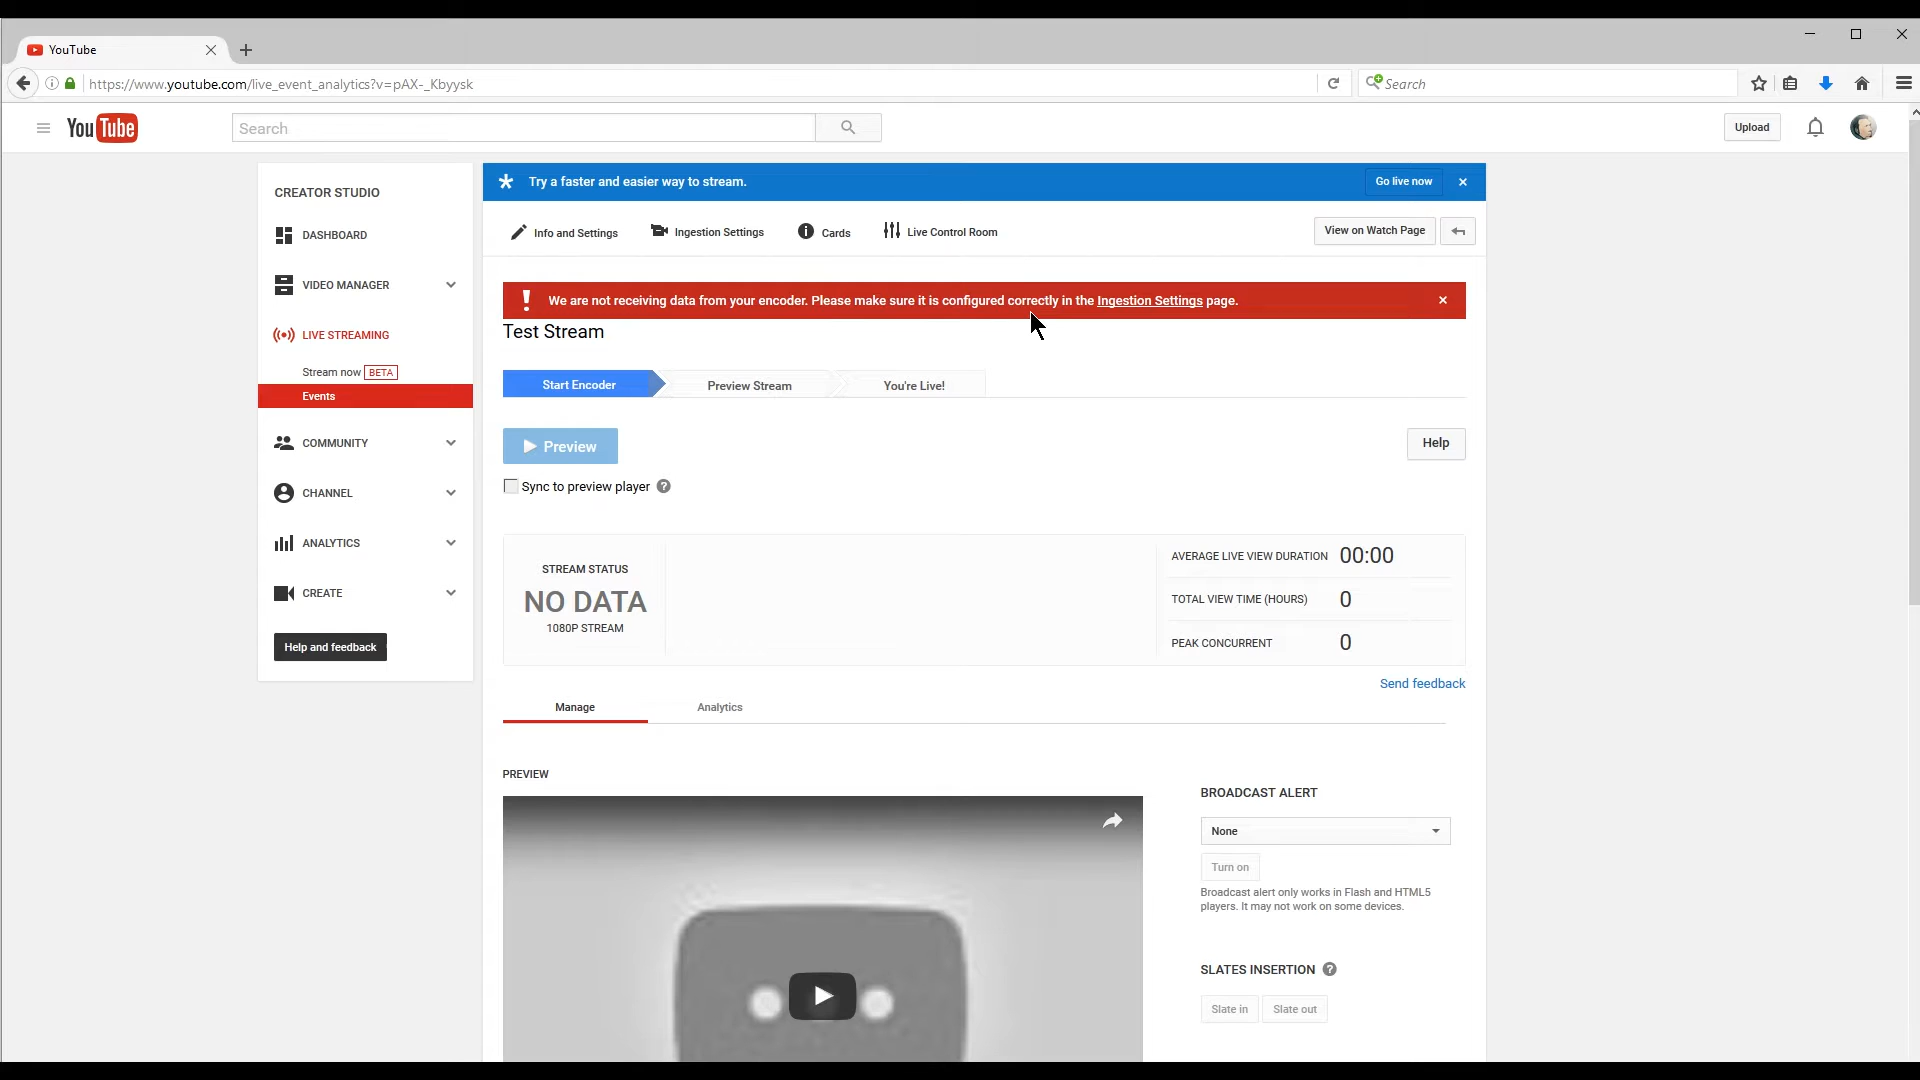 YouTube
https://www.youtube.com/live_event_analytics?v=pAX-_Kbyysk
Search
YouTube
Search
Upload
CREATOR STUDIO
DASHBOARD
VIDEO MANAGER
LIVE STREAMING
Stream now BETA
Events
COMMUNITY
CHANNEL
ANALYTICS
CREATE
Help and feedback
Try a faster and easier way to stream.
Go live now
Info and Settings
Ingestion Settings
Cards
Live Control Room
View on Watch Page
We are not receiving data from your encoder. Please make sure it is configured correctly in the Ingestion Settings page.
Test Stream
Start Encoder
Preview Stream
You're Live!
Preview
Help
Sync to preview player
STREAM STATUS
NO DATA
1080P STREAM
AVERAGE LIVE VIEW DURATION 00:00
TOTAL VIEW TIME (HOURS) 0
PEAK CONCURRENT 0
Send feedback
Manage
Analytics
PREVIEW
BROADCAST ALERT
None
Turn on
Broadcast alert only works in Flash and HTML5
players. It may not work on some devices.
SLATES INSERTION
Slate in
Slate out